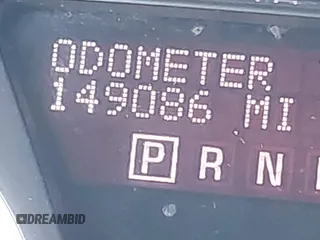 ODOMETER
149086 MI
P R N
DREAMBID